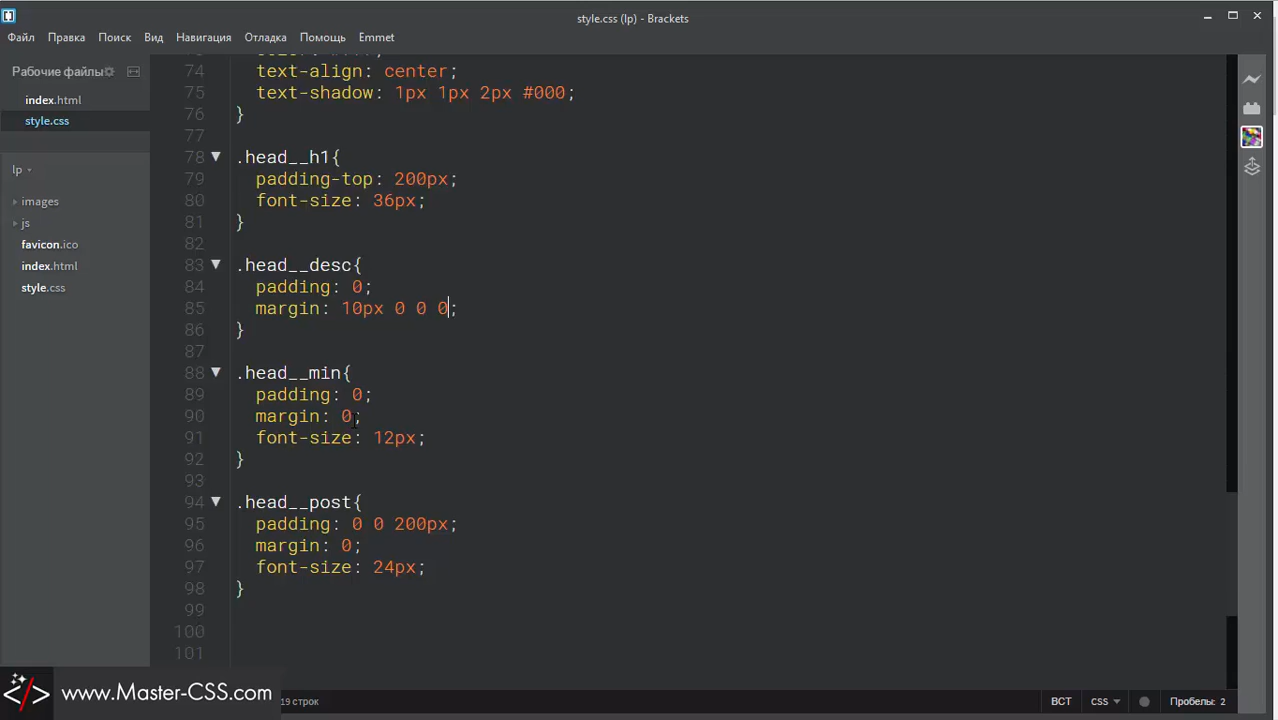 style.css (lp) - Brackets
Файл Правка Поиск Вид Навигация Отладка Помощь Emmet
Рабочие файлы
index.html
style.css
lp
images
js
favicon.ico
index.html
style.css
74 text-align: center;
75 text-shadow: 1px 1px 2px #000;
76 }
77
78 .head__h1{
79 padding-top: 200px;
80 font-size: 36px;
81 }
82
83 .head__desc{
84 padding: 0;
85 margin: 10px 0 0 0;
86 }
87
88 .head__min{
89 padding: 0;
90 margin: 0;
91 font-size: 12px;
92 }
93
94 .head__post{
95 padding: 0 0 200px;
96 margin: 0;
97 font-size: 24px;
98 }
99
100
101
www.Master-CSS.com
19 строк
ВСТ CSS Пробелы: 2